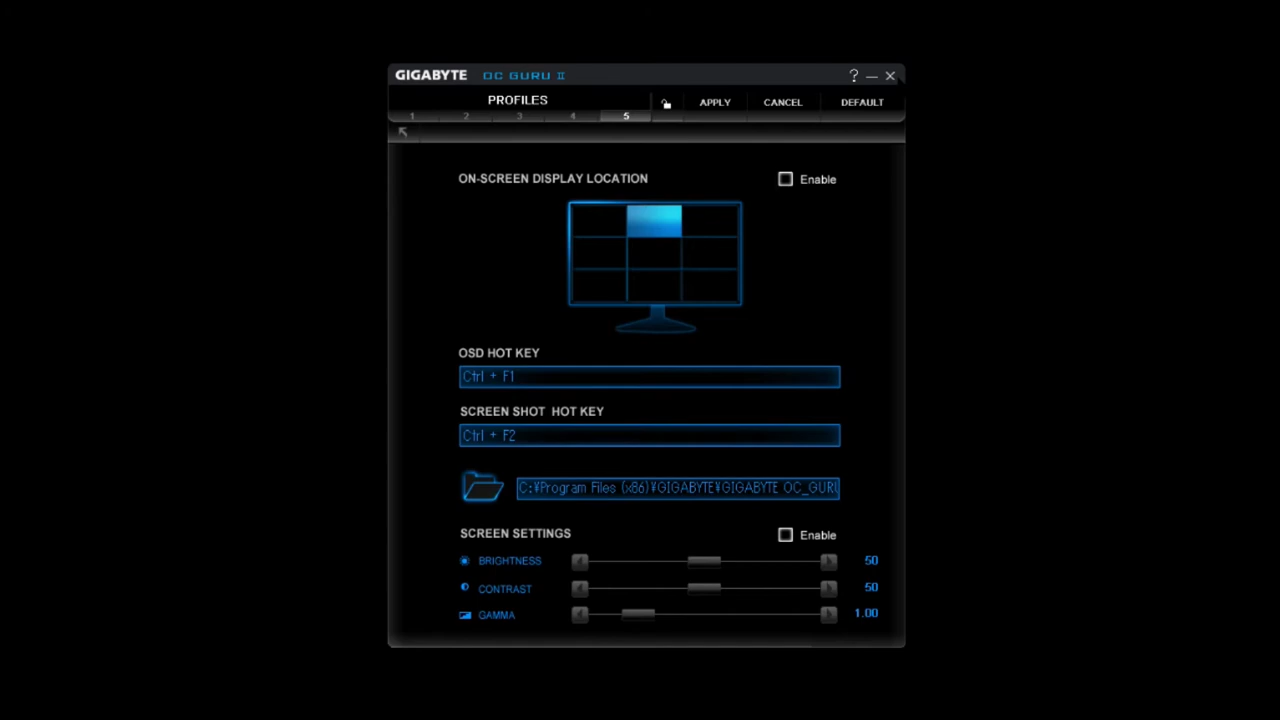 GIGABYTE OC GURU II ? — ×
PROFILES
APPLY CANCEL DEFAULT
1 2 3 4 5
ON-SCREEN DISPLAY LOCATION Enable
OSD HOT KEY
Ctrl + F1
SCREEN SHOT HOT KEY
Ctrl + F2
C:¥Program Files (x86)¥GIGABYTE¥GIGABYTE OC_GURU
SCREEN SETTINGS Enable
BRIGHTNESS 50
CONTRAST 50
GAMMA 1.00